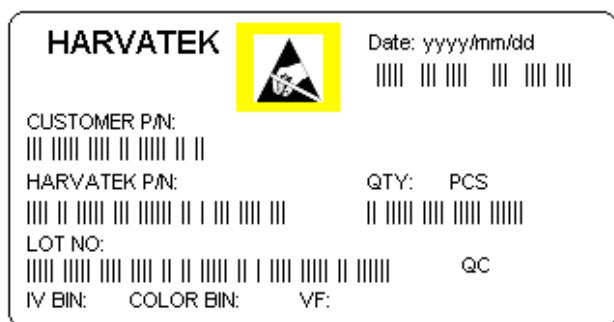 HARVATEK
Date: yyyy/mm/dd
CUSTOMER P/N:
HARVATEK P/N:
QTY: PCS
LOT NO:
QC
IV BIN: COLOR BIN: VF: